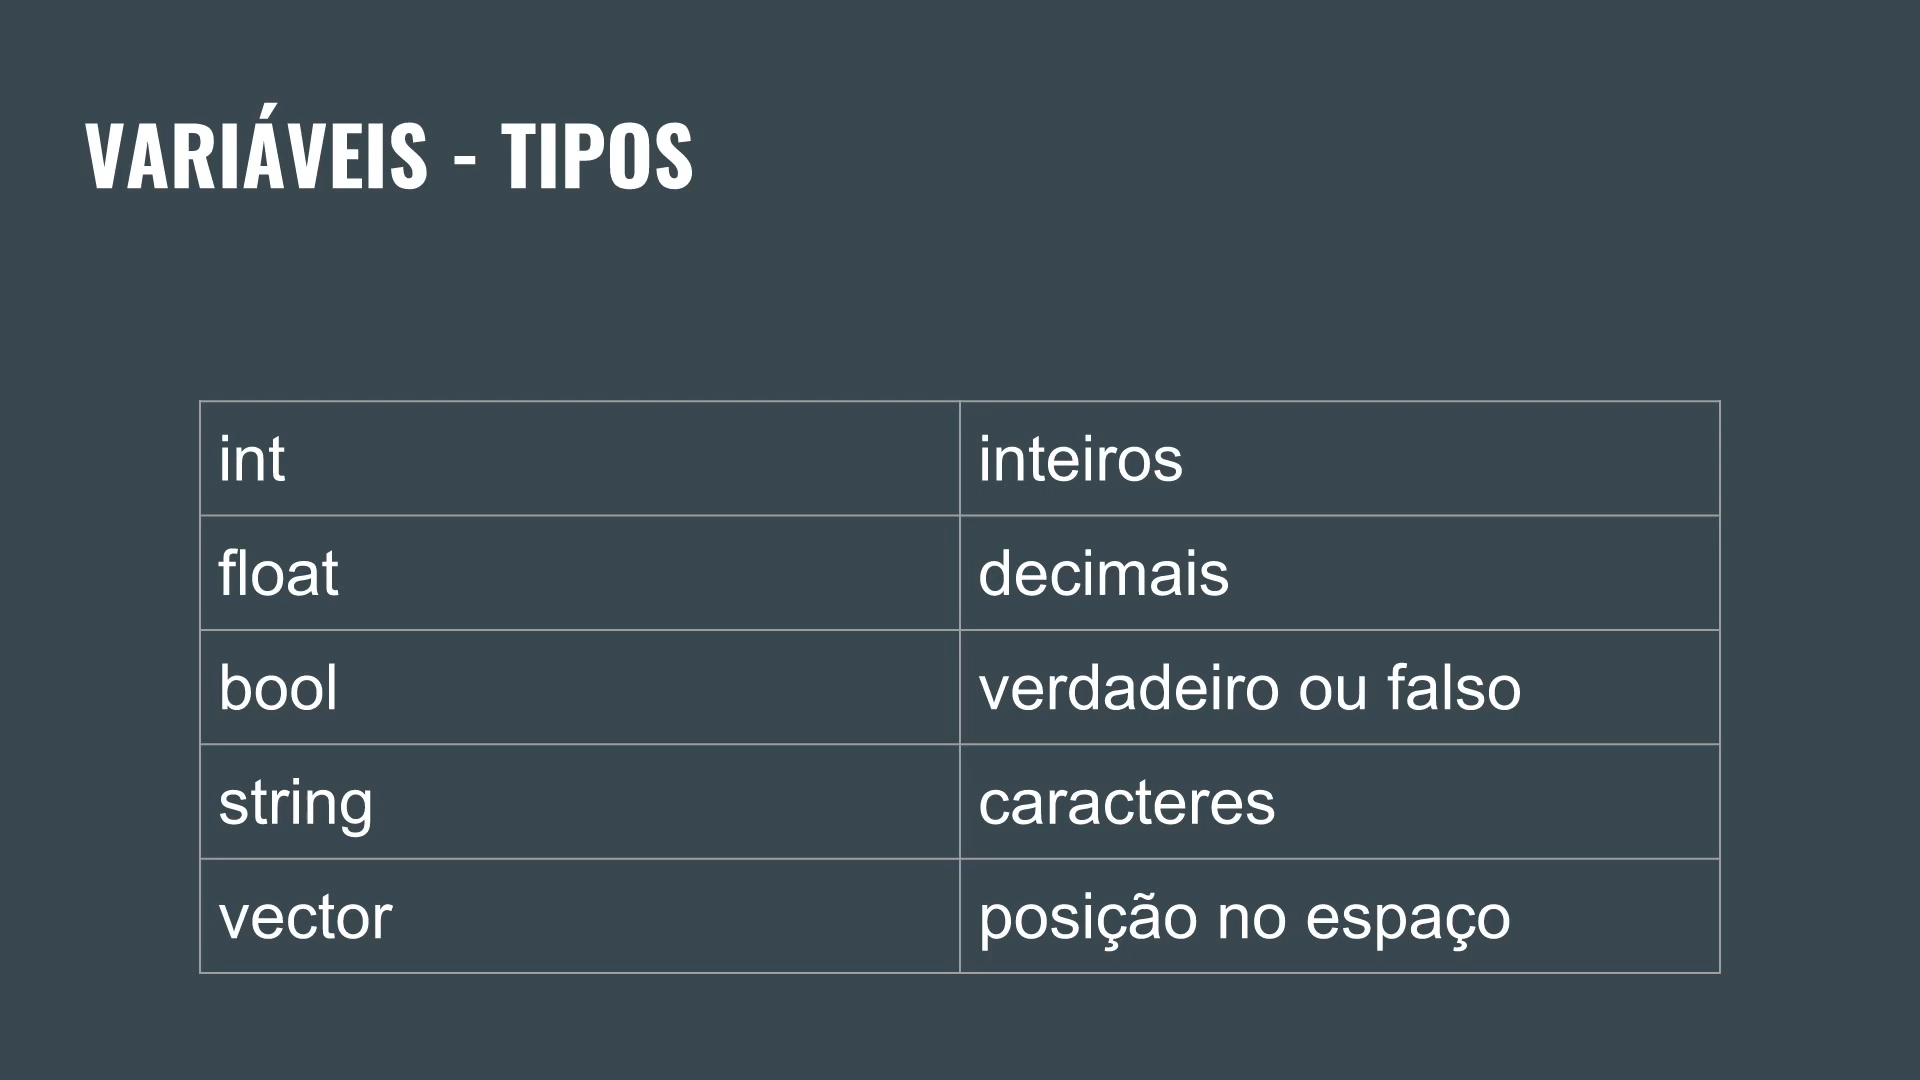 VARIÁVEIS - TIPOS
int inteiros
float decimais
bool verdadeiro ou falso
string caracteres
vector posição no espaço